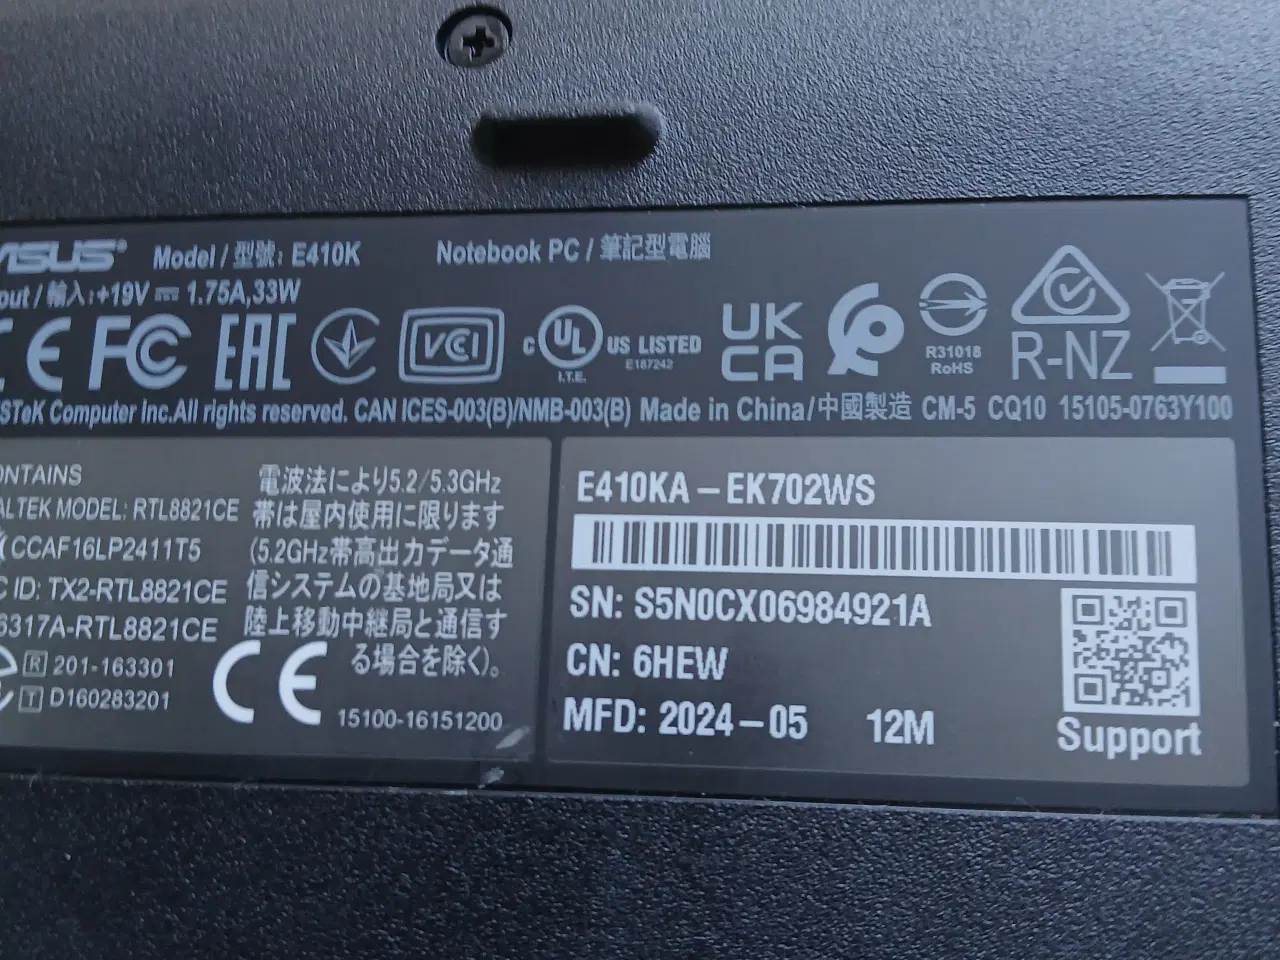 ASUS Model / 型號: E410K Notebook PC / 筆記型電腦
put / 輸入: +19V ⎓ 1.75A,33W
CE FC EAC VCCI c UL US LISTED I.T.E. E187242 UK CA R31018 RoHS R-NZ
STeK Computer Inc.All rights reserved. CAN ICES-003(B)/NMB-003(B) Made in China/中國製造 CM-5 CQ10 15105-0763Y100
ONTAINS
ALTEK MODEL: RTL8821CE
CCAF16LP2411T5
C ID: TX2-RTL8821CE
6317A-RTL8821CE
R 201-163301
T D160283201
電波法により5.2/5.3GHz
帯は屋内使用に限ります
(5.2GHz帯高出力データ通
信システムの基地局又は
陸上移動中継局と通信す
る場合を除く)。
CE 15100-16151200
E410KA-EK702WS
SN: S5N0CX06984921A
CN: 6HEW
MFD: 2024-05 12M
Support